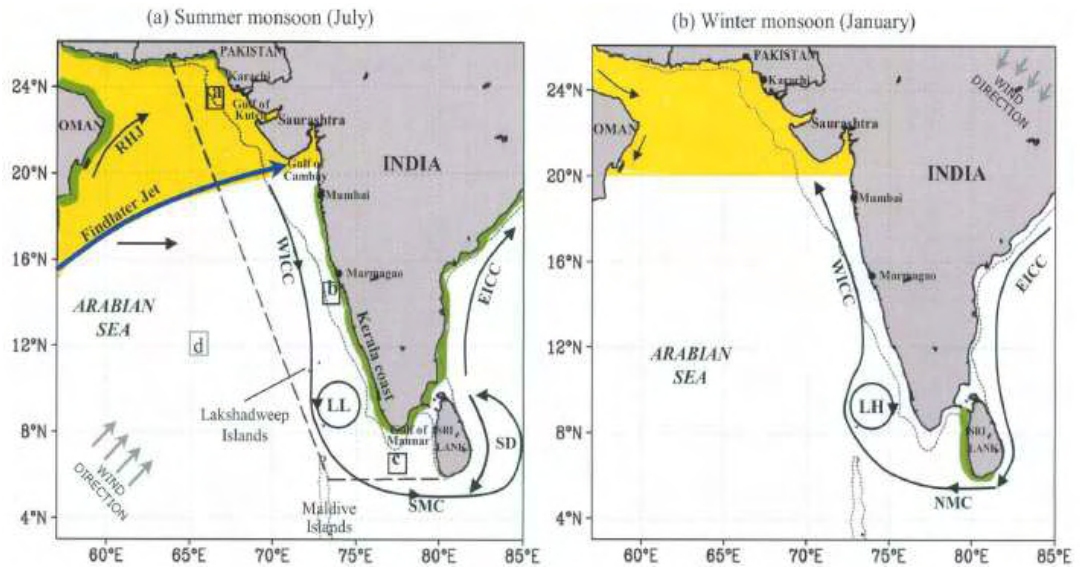 (a) Summer monsoon (July)
PAKISTAN
24°N
Karachi
a
Gulf of
Kutch
Saurashtra
OMAN
RHJ
INDIA
20°N
Gulf of
Cambay
Findlater Jet
Mumbai
16°N
WICC
Marmagao
EICC
b
ARABIAN
SEA
Kerala coast
12°N
d
LL
Lakshadweep
Islands
8°N
Gulf of
Mannar
SRI
LANK
SD
c
WIND
DIRECTION
SMC
Maldive
Islands
4°N
60°E
65°E
70°E
75°E
80°E
85°E
(b) Winter monsoon (January)
PAKISTAN
WIND
DIRECTION
24°N
Karachi
OMAN
Saurashtra
INDIA
20°N
Mumbai
16°N
WICC
Marmagao
EICC
12°N
ARABIAN
SEA
LH
8°N
SRI
LANK
NMC
4°N
60°E
65°E
70°E
75°E
80°E
85°E